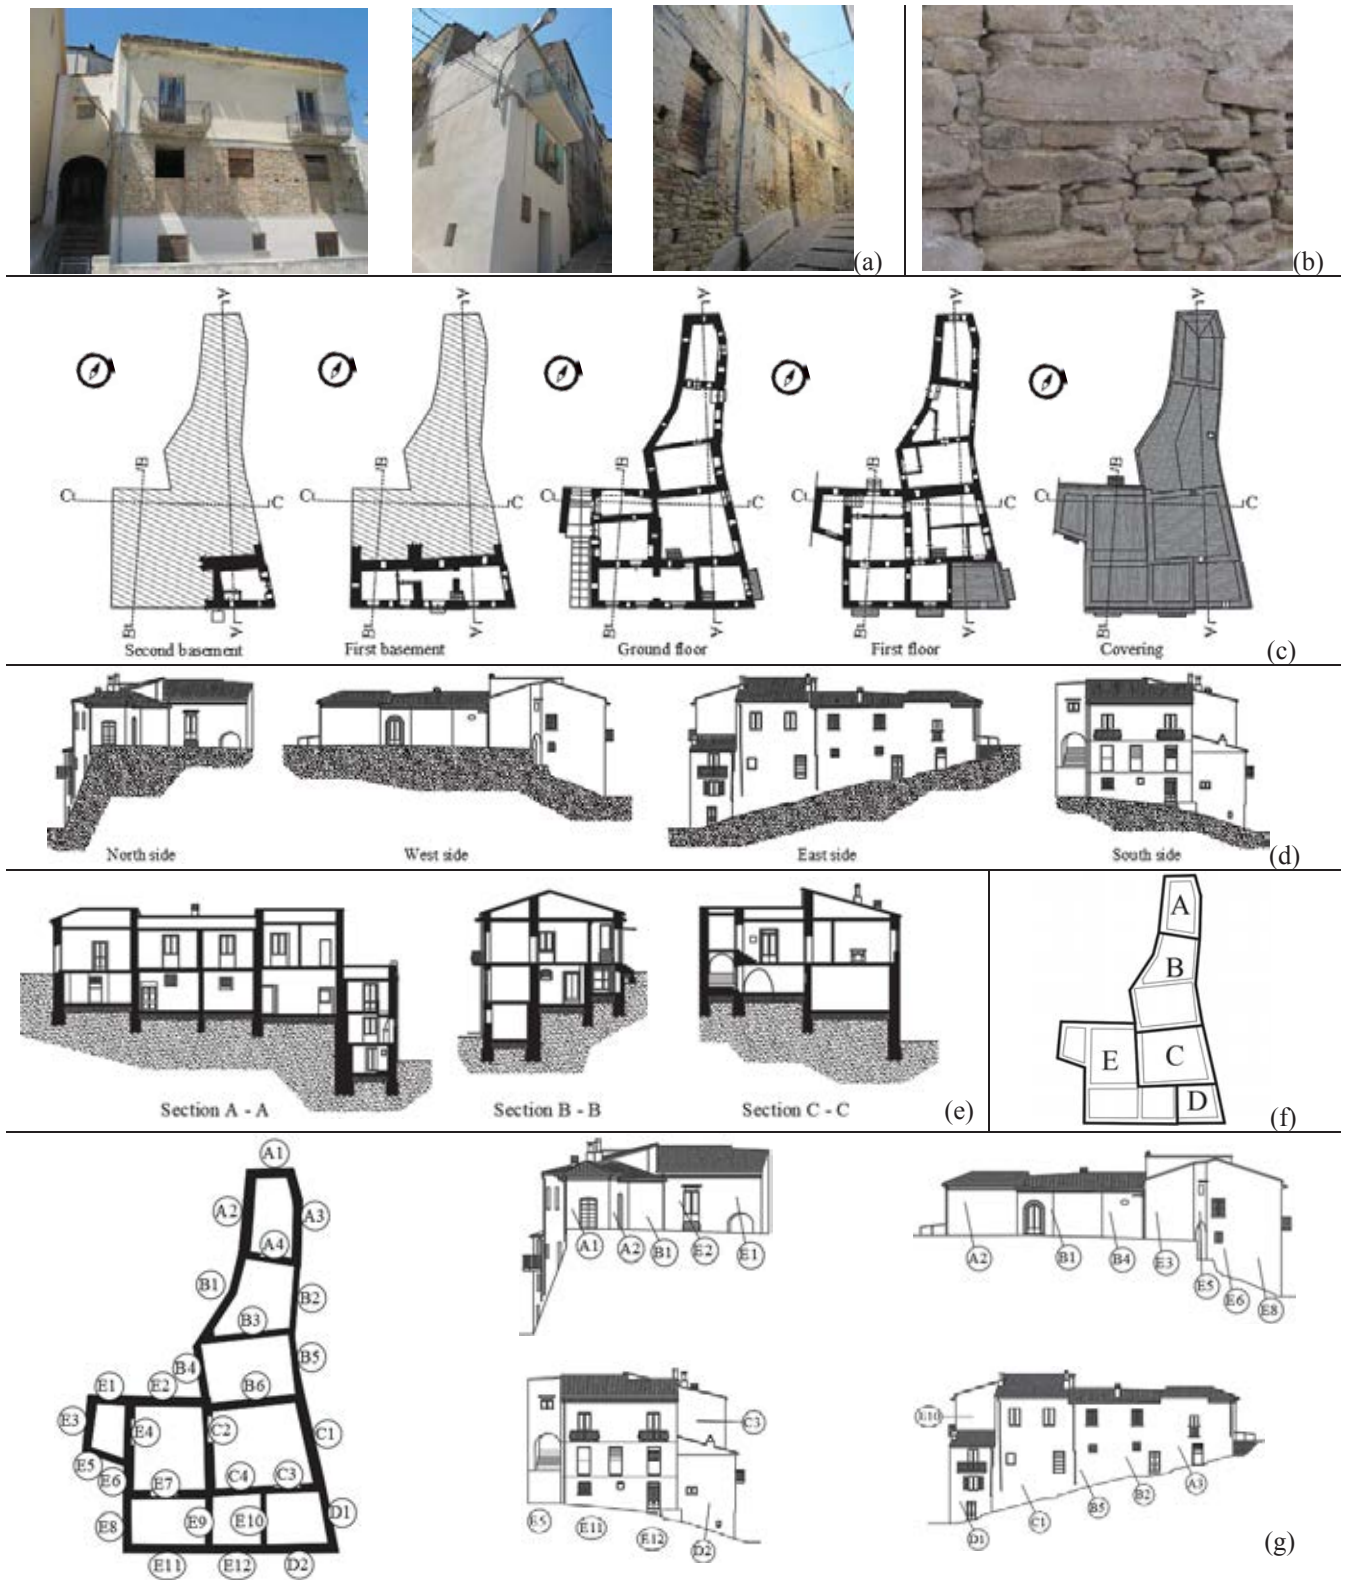 (a)
(b)
V
V
V
V
V
B
B
B
B
B
C
C
C
C
C
C
C
C
C
C
B
V
B
V
B
V
B
V
B
V
Second basement
First basement
Ground floor
First floor
Covering
(c)
North side
West side
East side
South side
(d)
Section A - A
Section B - B
Section C - C
(e)
A
B
C
D
E
(f)
A1
A2
A3
A4
B1
B2
B3
B4
B5
B6
E1
E2
E3
E4
C2
C1
E5
E6
E7
C4
C3
E8
E9
E10
D1
E11
E12
D2
A1
A2
B1
E2
E1
A2
B1
B4
E3
E5
E6
E8
C3
E5
E11
E12
D2
E10
D1
C1
B5
B2
A3
(g)